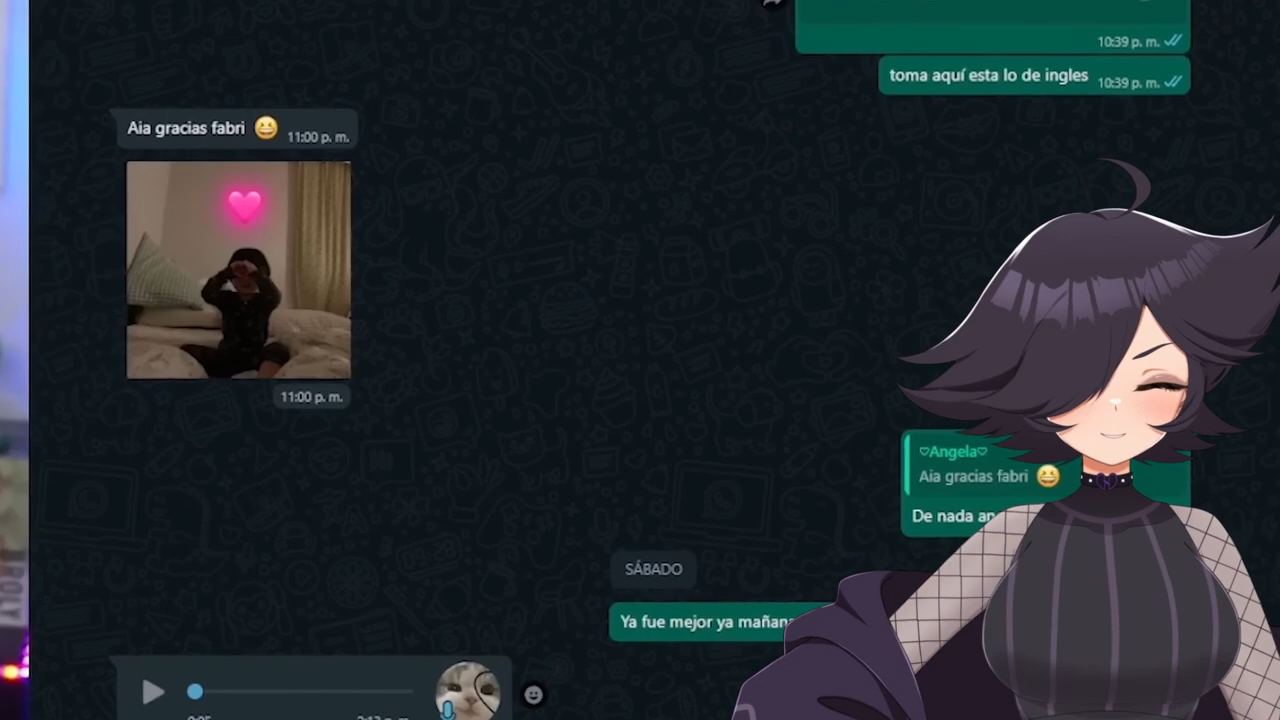 10:39 p. m.
toma aquí esta lo de ingles 10:39 p. m.
Aia gracias fabri 😆 11:00 p. m.
11:00 p. m.
♡Angela♡
Aia gracias fabri 😆
De nada
SÁBADO
Ya fue mejor ya